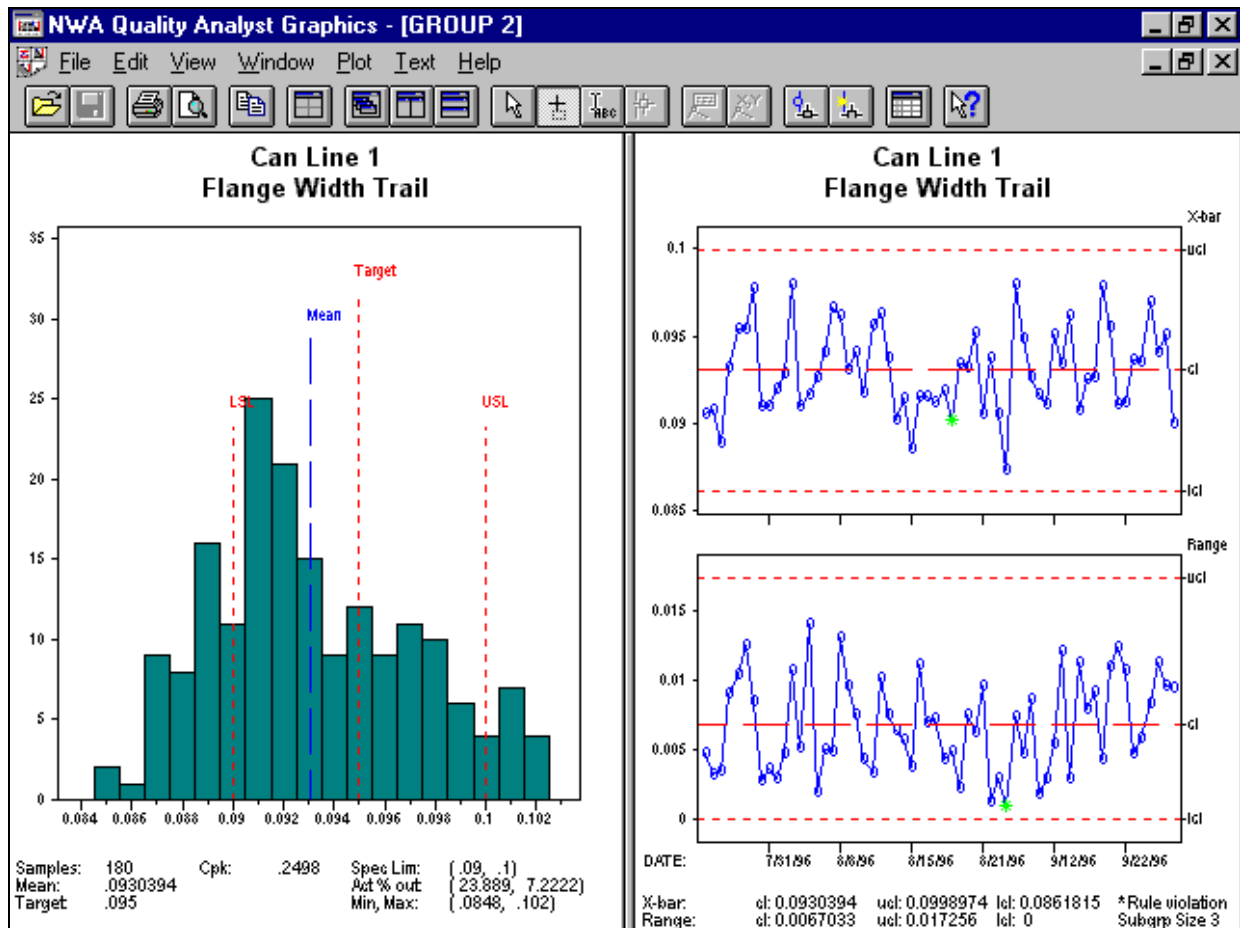 NWA Quality Analyst Graphics - [GROUP 2]
File Edit View Window Plot Text Help
ABC X,Y ?
Can Line 1
Flange Width Trail
35
30
25
20
15
10
5
0
Target
Mean
LSL
USL
0.084 0.086 0.088 0.09 0.092 0.094 0.096 0.098 0.1 0.102
Samples: 180 Cpk: .2498 Spec Lim: ( .09, .1)
Mean: .0930394 Act % out: ( 23.889, 7.2222)
Target .095 Min, Max: ( .0848, .102)
Can Line 1
Flange Width Trail
X-bar
0.1
0.095
0.09
0.085
ucl
cl
lcl
Range
0.015
0.01
0.005
0
ucl
cl
lcl
DATE: 7/31/96 8/8/96 8/15/96 8/21/96 9/12/96 9/22/96
X-bar: cl: 0.0930394 ucl: 0.0998974 lcl: 0.0861815 *Rule violation
Range: cl: 0.0067033 ucl: 0.017256 lcl: 0 Subgrp Size 3